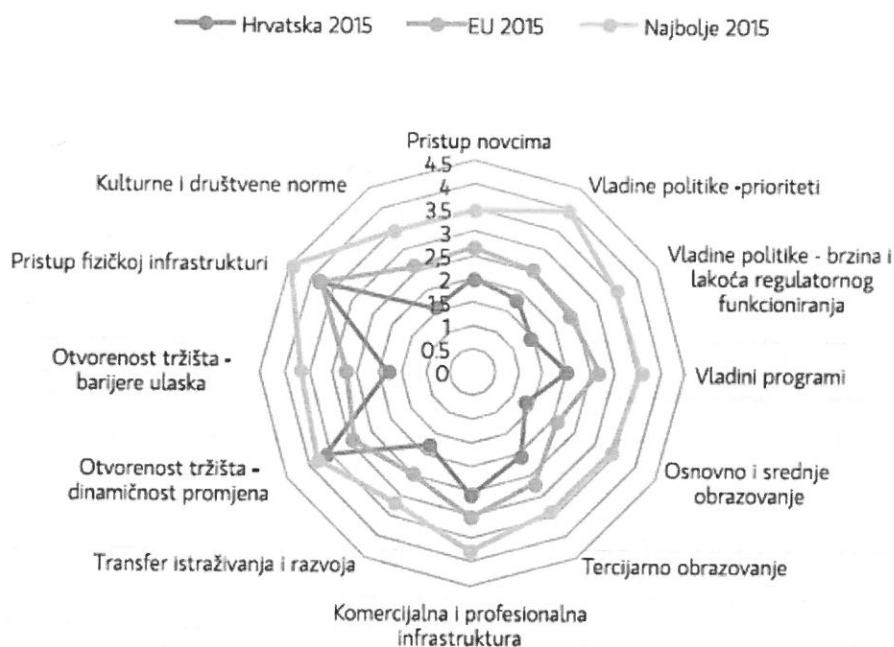 Hrvatska 2015 EU 2015 Najbolje 2015
Pristup novcima
Vladine politike -prioriteti
Vladine politike - brzina i
lakoća regulatornog
funkcioniranja
Vladini programi
Osnovno i srednje
obrazovanje
Tercijarno obrazovanje
Komercijalna i profesionalna
infrastruktura
Transfer istraživanja i razvoja
Otvorenost tržišta -
dinamičnost promjena
Otvorenost tržišta -
barijere ulaska
Pristup fizičkoj infrastrukturi
Kulturne i društvene norme
4.5
4
3.5
3
2.5
2
1.5
1
0.5
0